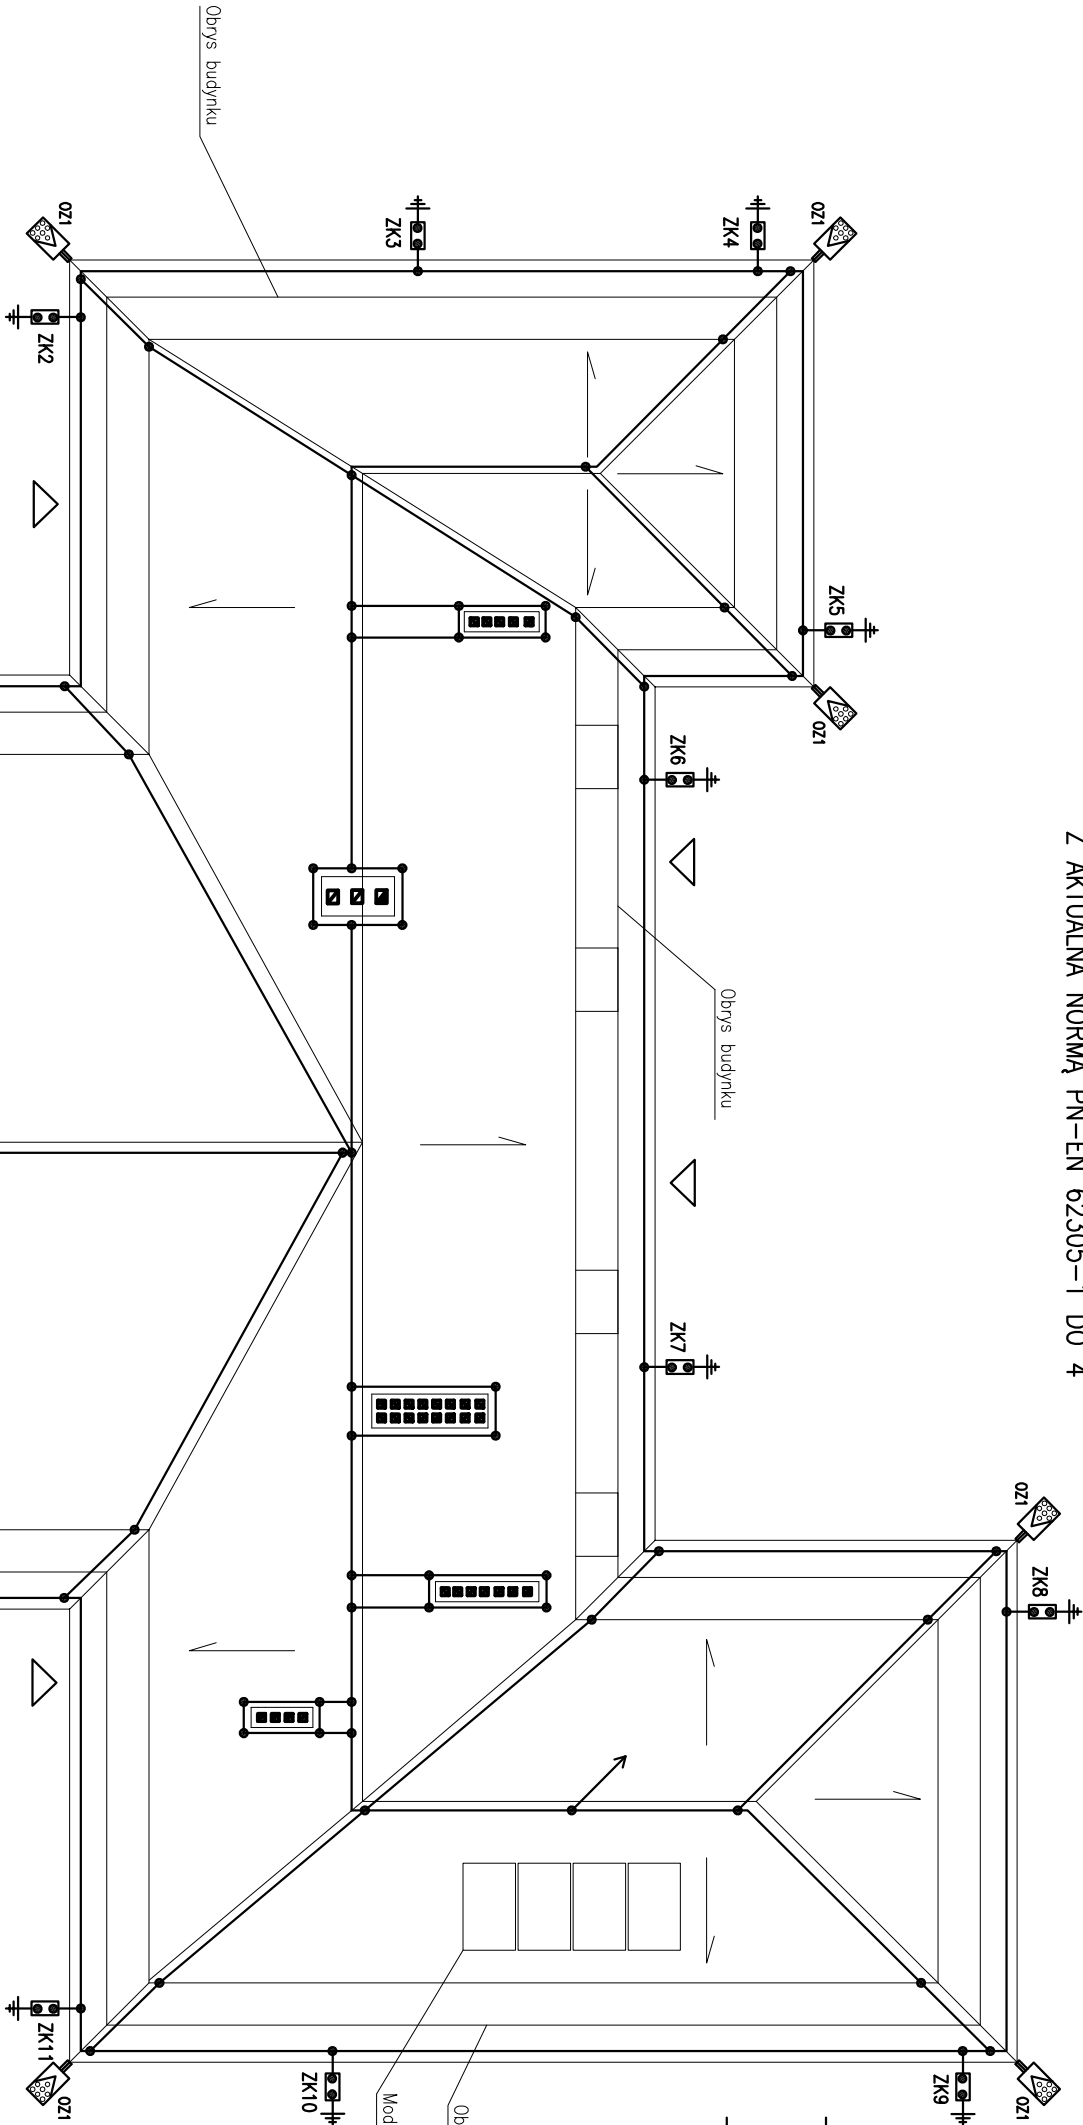 Z AKTUALNĄ NORMĄ PN-EN 62305-1 DO 4
Obrys budynku
OZ1
ZK3
ZK4
OZ1
ZK2
ZK5
OZ1
ZK6
Obrys budynku
ZK7
OZ1
ZK8
ZK11
OZ1
ZK10
ZK9
OZ1
Ob
Mod